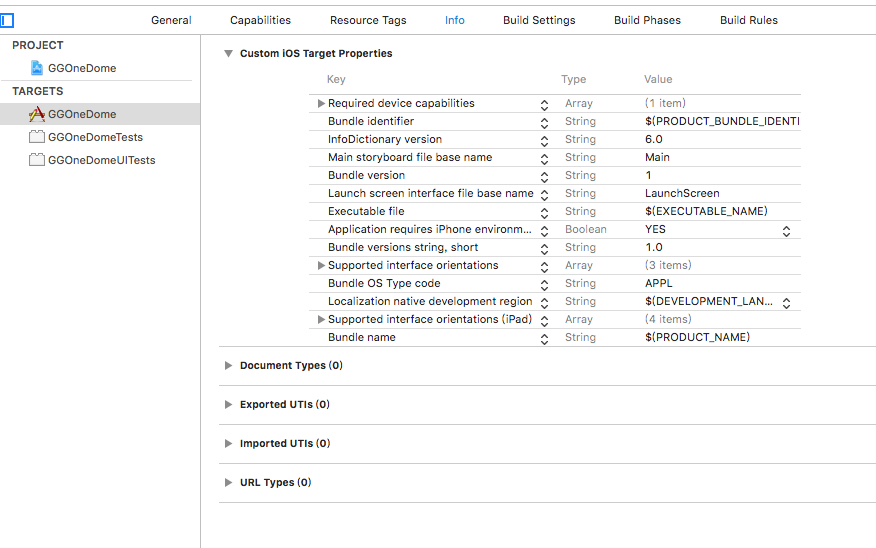 General Capabilities Resource Tags Info Build Settings Build Phases Build Rules
PROJECT
GGOneDome
TARGETS
GGOneDome
GGOneDomeTests
GGOneDomeUITests
Custom iOS Target Properties
Key Type Value
Required device capabilities Array (1 item)
Bundle identifier String $(PRODUCT_BUNDLE_IDENTI
InfoDictionary version String 6.0
Main storyboard file base name String Main
Bundle version String 1
Launch screen interface file base name String LaunchScreen
Executable file String $(EXECUTABLE_NAME)
Application requires iPhone environm... Boolean YES
Bundle versions string, short String 1.0
Supported interface orientations Array (3 items)
Bundle OS Type code String APPL
Localization native development region String $(DEVELOPMENT_LAN...
Supported interface orientations (iPad) Array (4 items)
Bundle name String $(PRODUCT_NAME)
Document Types (0)
Exported UTIs (0)
Imported UTIs (0)
URL Types (0)